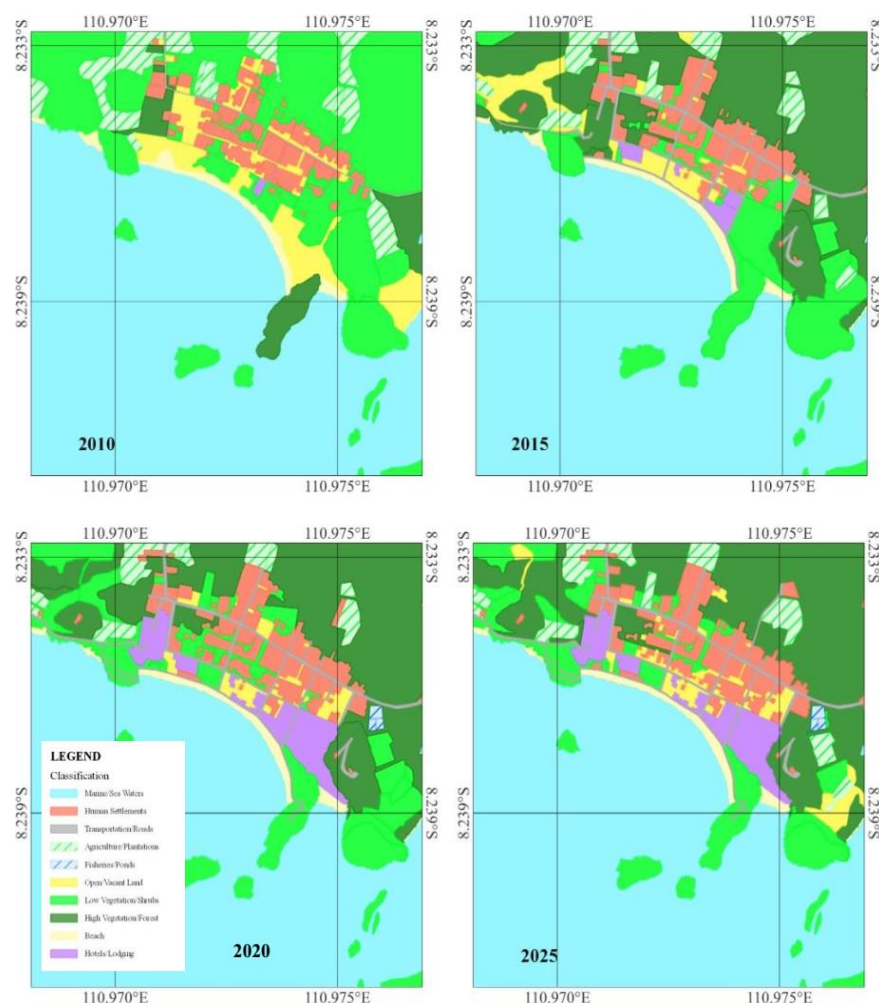 110.970°E 110.975°E
8.233°S 8.233°S
8.239°S 8.239°S
2010
110.970°E 110.975°E
110.970°E 110.975°E
8.233°S 8.233°S
8.239°S 8.239°S
2015
110.970°E 110.975°E
110.970°E 110.975°E
8.233°S 8.233°S
8.239°S 8.239°S
LEGEND
Classification
Marine/Sea Waters
Human Settlements
Transportation/Roads
Agriculture/Plantations
Fisheries/Ponds
Open/Vacant Land
Low Vegetation/Shrubs
High Vegetation/Forest
Beach
Hotels/Lodging
2020
110.970°E 110.975°E
110.970°E 110.975°E
8.233°S 8.233°S
8.239°S 8.239°S
2025
110.970°E 110.975°E